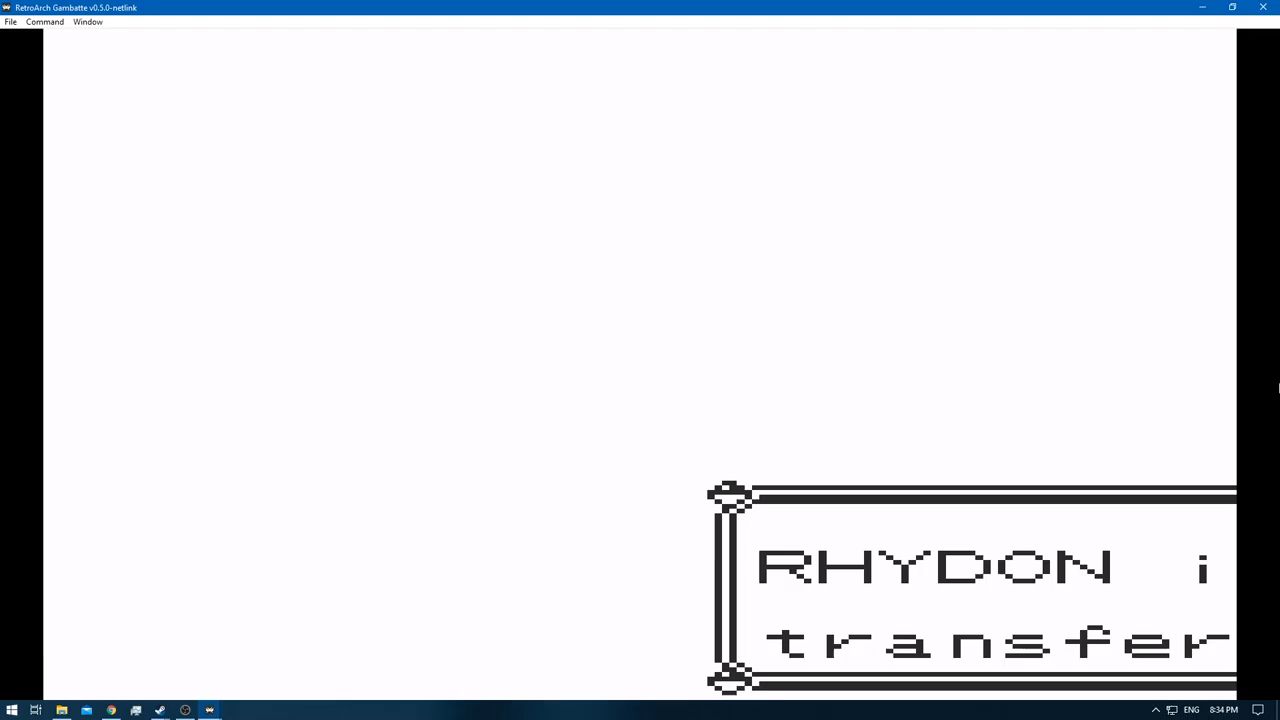 RetroArch Gambatte v0.5.0-netlink
File Command Window
RHYDON i
transfer
ENG 8:34 PM